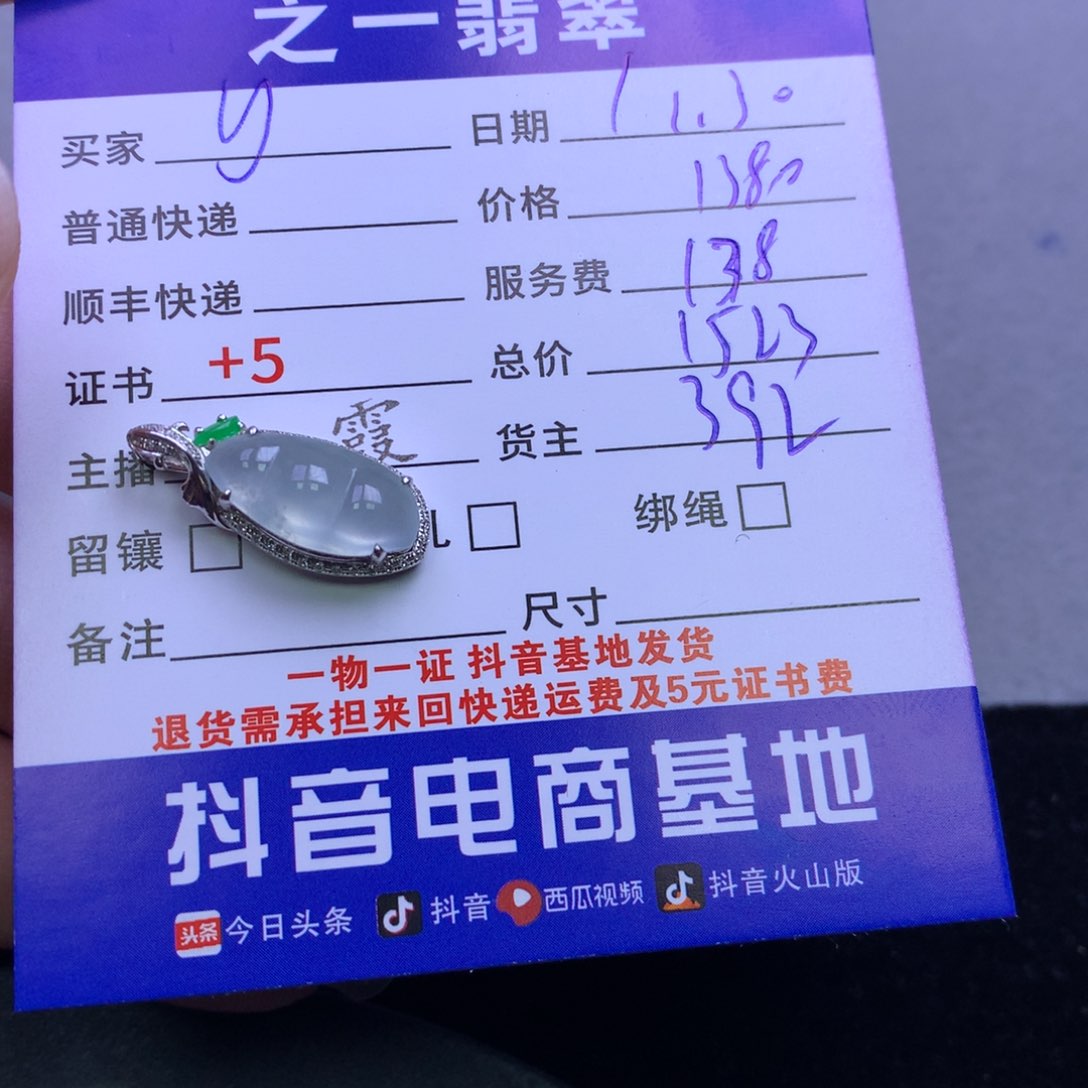 之一翡翠
买家 y 日期 11.30
普通快递 价格 1380
顺丰快递 服务费 138
证书 +5 总价 1523
主播 霞 货主 392
留镶 绑绳
备注 尺寸
一物一证 抖音基地发货
退货需承担来回快递运费及5元证书费
抖音电商基地
头条 今日头条 抖音 西瓜视频 抖音火山版